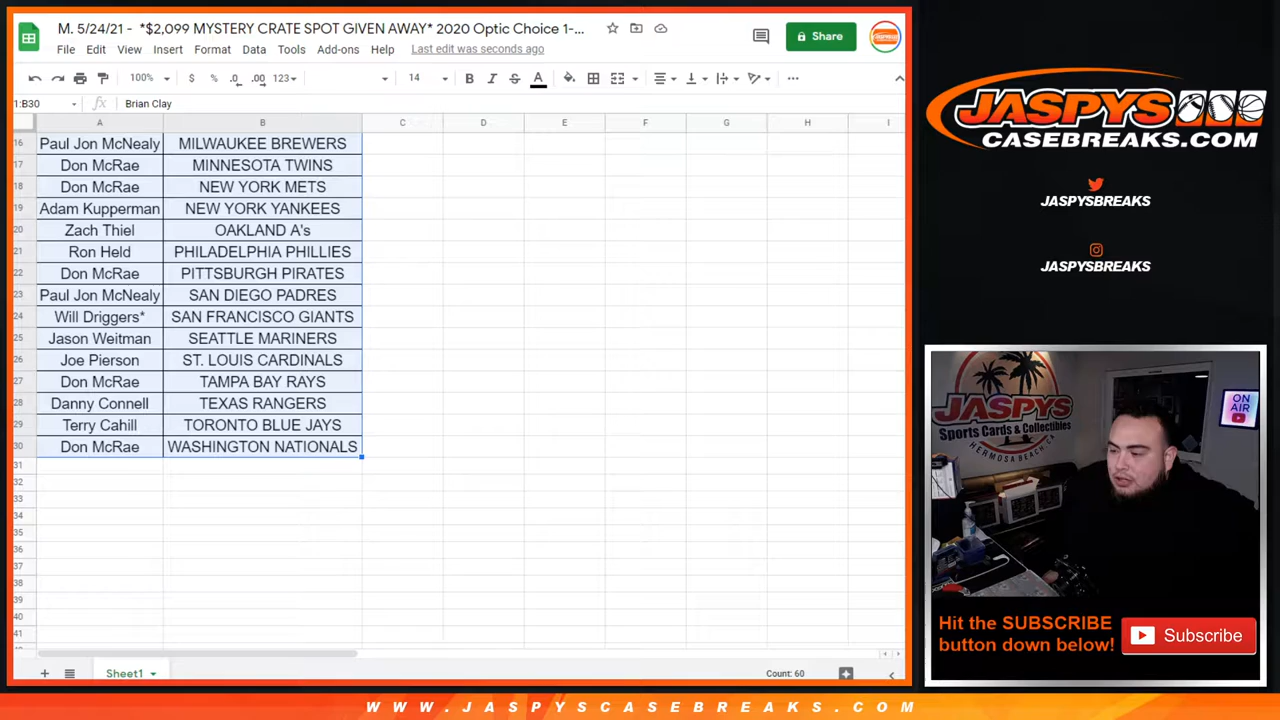 M. 5/24/21 - *$2,099 MYSTERY CRATE SPOT GIVEN AWAY* 2020 Optic Choice 1-...
Share
File Edit View Insert Format Data Tools Add-ons Help Last edit was seconds ago
100% $ % .0 .00 123 14 B I S A
1:B30 fx Brian Clay
A B C D E F G H I
16 Paul Jon McNealy MILWAUKEE BREWERS
17 Don McRae MINNESOTA TWINS
18 Don McRae NEW YORK METS
19 Adam Kupperman NEW YORK YANKEES
20 Zach Thiel OAKLAND A's
21 Ron Held PHILADELPHIA PHILLIES
22 Don McRae PITTSBURGH PIRATES
23 Paul Jon McNealy SAN DIEGO PADRES
24 Will Driggers* SAN FRANCISCO GIANTS
25 Jason Weitman SEATTLE MARINERS
26 Joe Pierson ST. LOUIS CARDINALS
27 Don McRae TAMPA BAY RAYS
28 Danny Connell TEXAS RANGERS
29 Terry Cahill TORONTO BLUE JAYS
30 Don McRae WASHINGTON NATIONALS
31
32
33
34
35
36
37
38
39
40
41
Sheet1 Count: 60
JASPYS
CASEBREAKS.COM
JASPYSBREAKS
JASPYSBREAKS
JASPYS
Sports Cards & Collectibles
HERMOSA BEACH, CA
ON
AIR
Hit the SUBSCRIBE
button down below!
Subscribe
WWW.JASPYSCASEBREAKS.COM